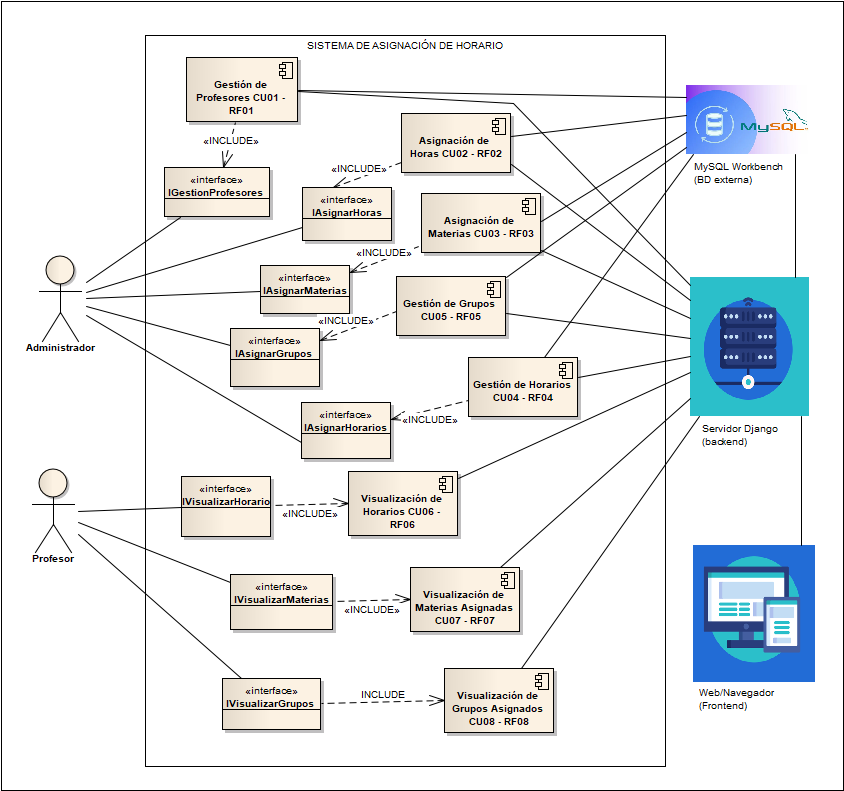 SISTEMA DE ASIGNACIÓN DE HORARIO
Gestión de
Profesores CU01 -
RF01
«INCLUDE»
«interface»
IGestionProfesores
Asignación de
Horas CU02 - RF02
«INCLUDE»
«interface»
IAsignarHoras
Asignación de
Materias CU03 - RF03
«INCLUDE»
«interface»
IAsignarMaterias
Gestión de Grupos
CU05 - RF05
«INCLUDE»
«interface»
IAsignarGrupos
Gestión de Horarios
CU04 - RF04
«INCLUDE»
«interface»
IAsignarHorarios
Administrador
MySQL
MySQL Workbench
(BD externa)
Servidor Django
(backend)
Profesor
«interface»
IVisualizarHorario
«INCLUDE»
Visualización de
Horarios CU06 -
RF06
«interface»
IVisualizarMaterias
«INCLUDE»
Visualización de
Materias Asignadas
CU07 - RF07
«interface»
IVisualizarGrupos
INCLUDE
Visualización de
Grupos Asignados
CU08 - RF08
Web/Navegador
(Frontend)